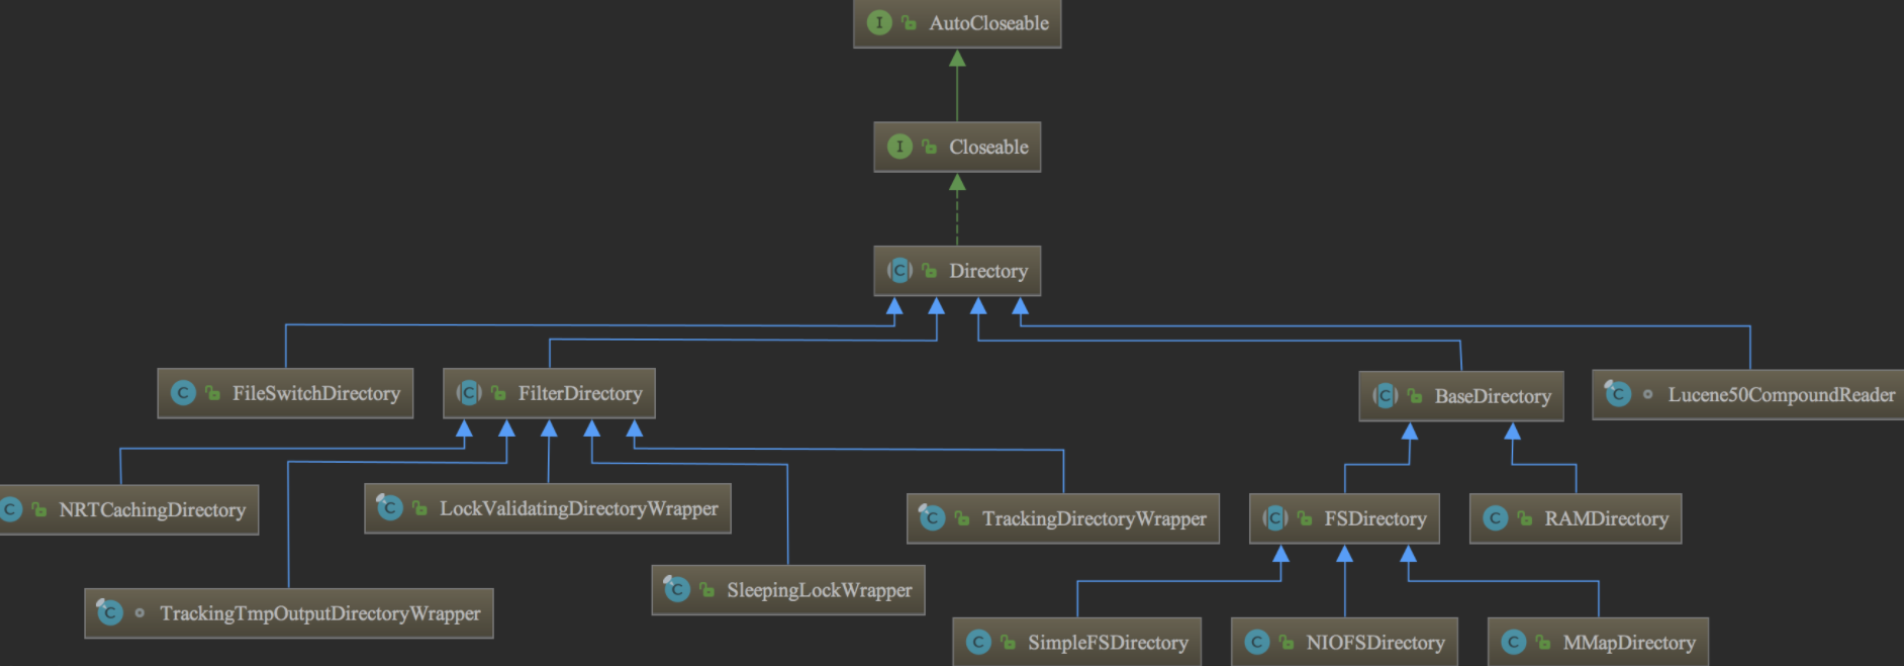 I AutoCloseable
I Closeable
C Directory
C FileSwitchDirectory
C FilterDirectory
C BaseDirectory
C Lucene50CompoundReader
C NRTCachingDirectory
C LockValidatingDirectoryWrapper
C TrackingDirectoryWrapper
C FSDirectory
C RAMDirectory
C TrackingTmpOutputDirectoryWrapper
C SleepingLockWrapper
C SimpleFSDirectory
C NIOFSDirectory
C MMapDirectory